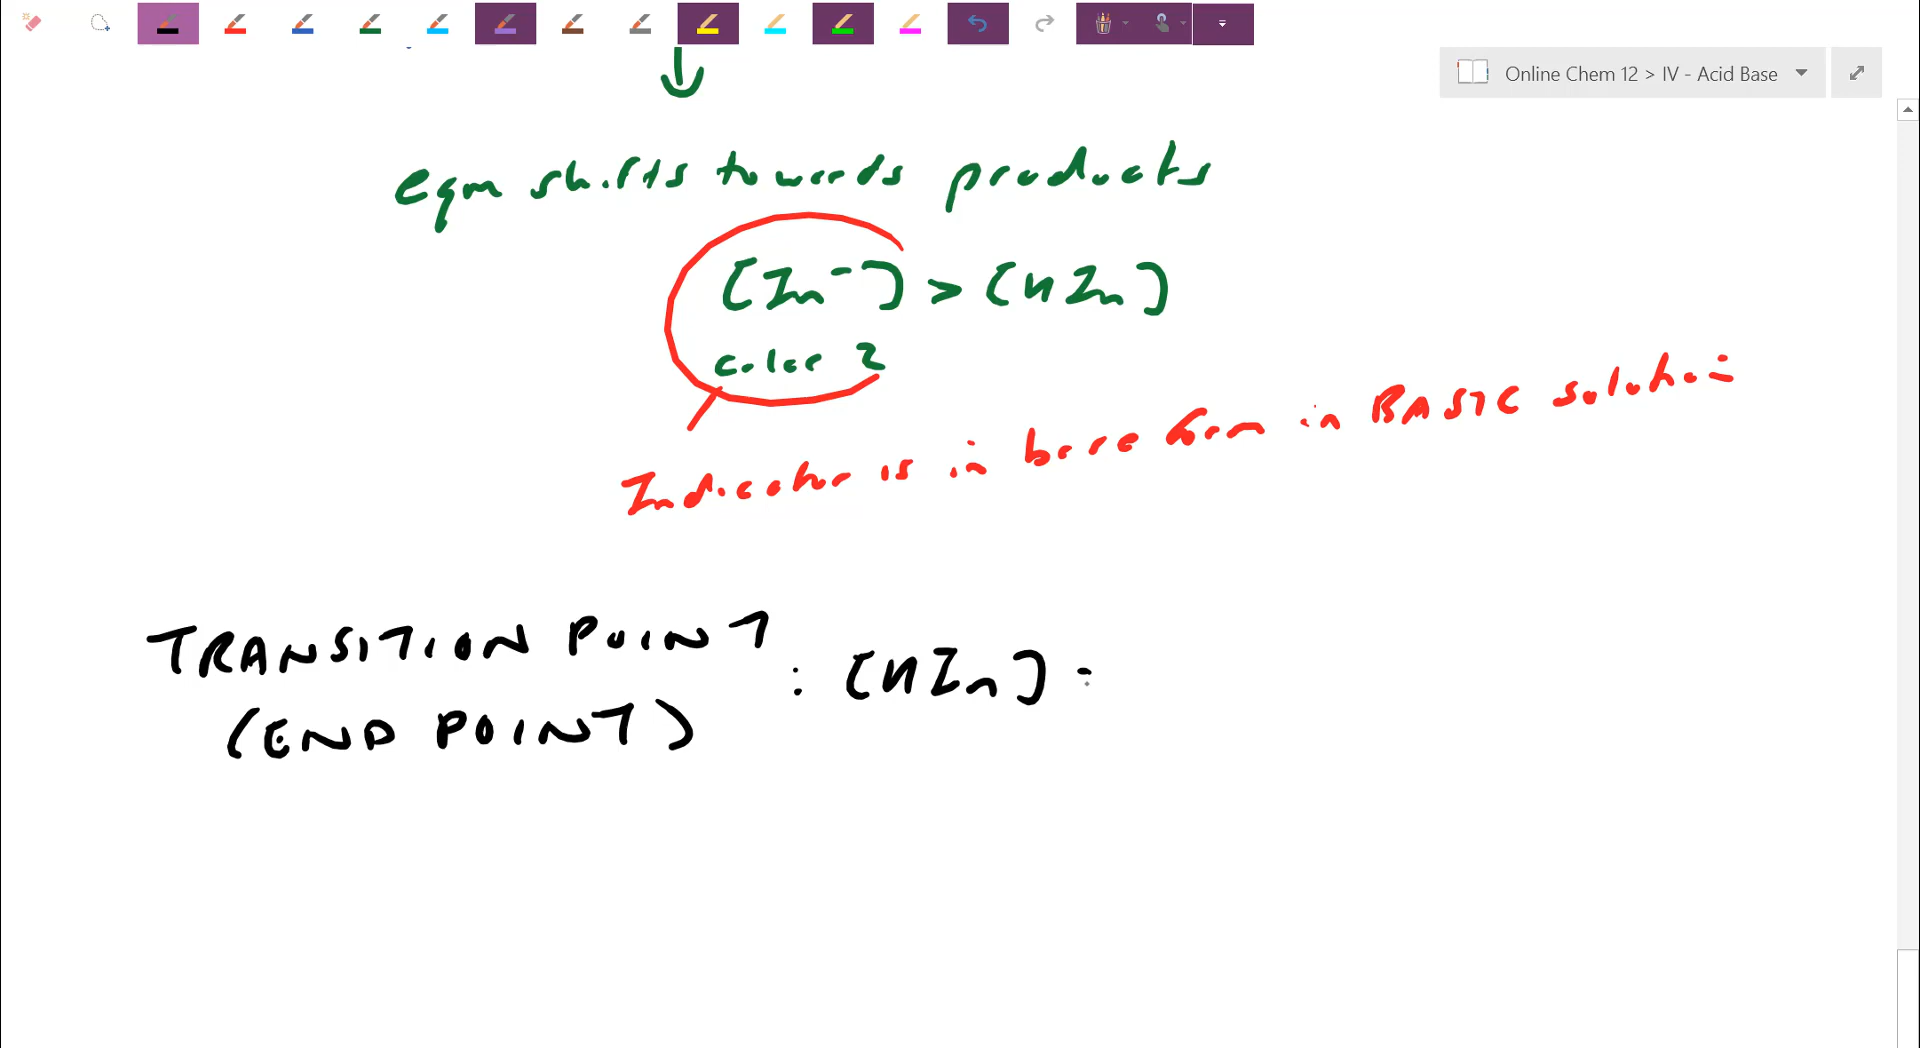 Online Chem 12 > IV - Acid Base
eqm shifts towards products
[In⁻] > [HIn]
color 2
Indicator is in base form in BASIC solution
TRANSITION POINT
(END POINT)
: [HIn] =